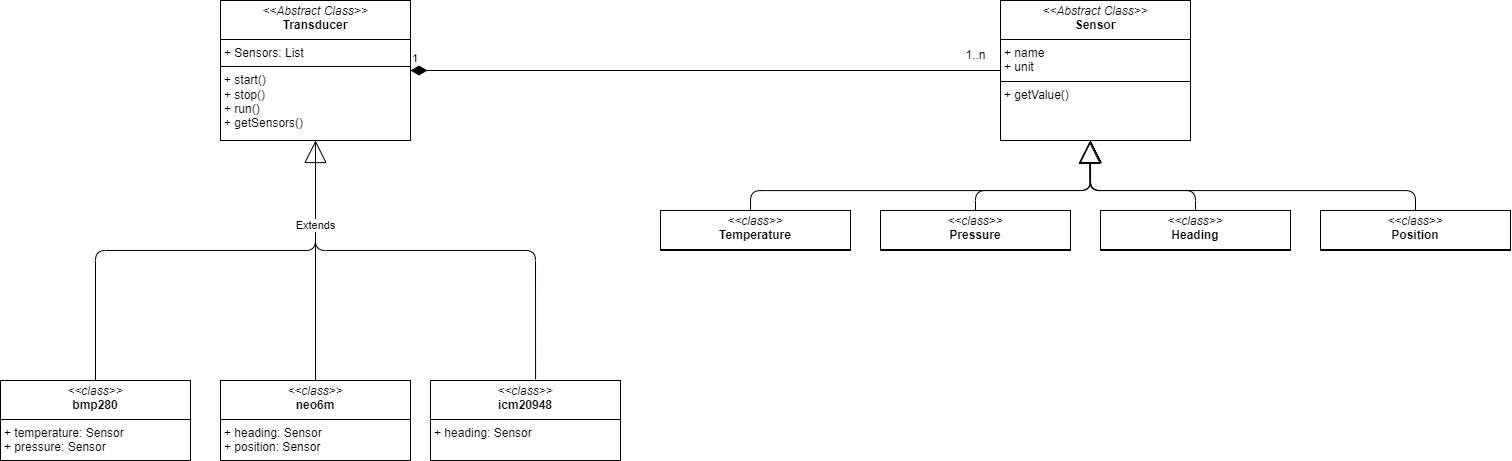 <<Abstract Class>>
Transducer
+ Sensors: List
+ start()
+ stop()
+ run()
+ getSensors()
1
1..n
<<Abstract Class>>
Sensor
+ name
+ unit
+ getValue()
Extends
<<class>>
Temperature
<<class>>
Pressure
<<class>>
Heading
<<class>>
Position
<<class>>
bmp280
+ temperature: Sensor
+ pressure: Sensor
<<class>>
neo6m
+ heading: Sensor
+ position: Sensor
<<class>>
icm20948
+ heading: Sensor